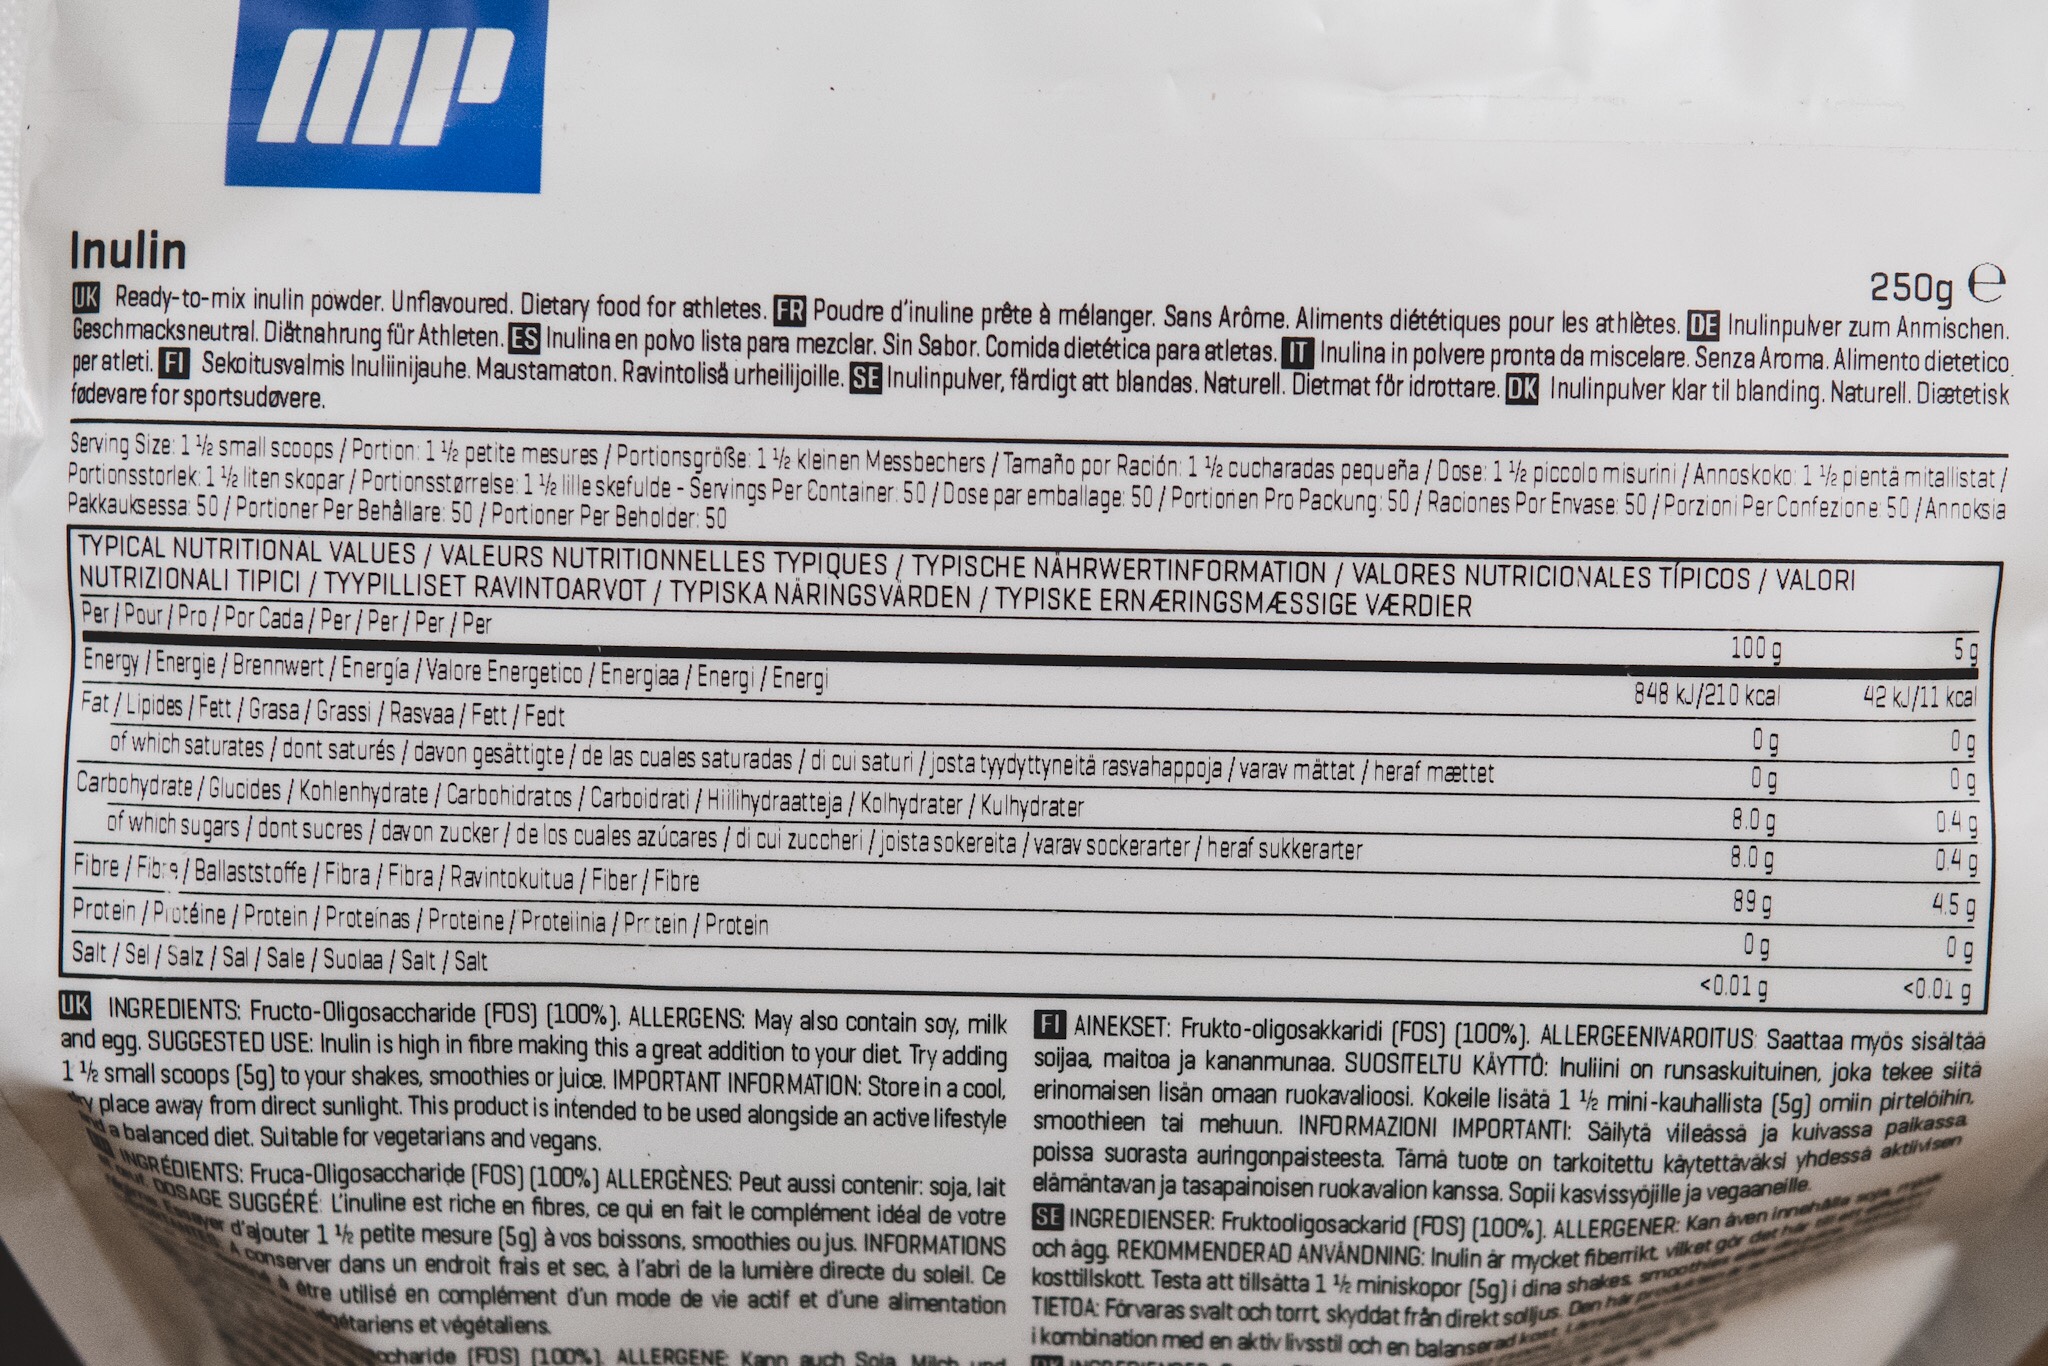 MP
Inulin
250g ℮
UK Ready-to-mix inulin powder. Unflavoured. Dietary food for athletes. FR Poudre d'inuline prête à mélanger. Sans Arôme. Aliments diététiques pour les athlètes. DE Inulinpulver zum Anmischen.
Geschmacksneutral. Diätnahrung für Athleten. ES Inulina en polvo lista para mezclar. Sin Sabor. Comida dietética para atletas. IT Inulina in polvere pronta da miscelare. Senza Aroma. Alimento dietetico
per atleti. FI Sekoitusvalmis Inuliinijauhe. Maustamaton. Ravintolisä urheilijoille. SE Inulinpulver, färdigt att blandas. Naturell. Dietmat för idrottare. DK Inulinpulver klar til blanding. Naturell. Diætetisk
fødevare for sportsudøvere.
Serving Size: 1 ½ small scoops / Portion: 1 ½ petite mesures / Portionsgröße: 1 ½ kleinen Messbechers / Tamaño por Ración: 1 ½ cucharadas pequeña / Dose: 1 ½ piccolo misurini / Annoskoko: 1 ½ pientä mitallistat /
Portionsstorlek: 1 ½ liten skopar / Portionsstørrelse: 1 ½ lille skefulde - Servings Per Container: 50 / Dose par emballage: 50 / Portionen Pro Packung: 50 / Raciones Por Envase: 50 / Porzioni Per Confezione: 50 / Annoksia
Pakkauksessa: 50 / Portioner Per Behållare: 50 / Portioner Per Beholder: 50
TYPICAL NUTRITIONAL VALUES / VALEURS NUTRITIONNELLES TYPIQUES / TYPISCHE NÄHRWERTINFORMATION / VALORES NUTRICIONALES TÍPICOS / VALORI
NUTRIZIONALI TIPICI / TYYPILLISET RAVINTOARVOT / TYPISKA NÄRINGSVÄRDEN / TYPISKE ERNÆRINGSMÆSSIGE VÆRDIER
Per / Pour / Pro / Por Cada / Per / Per / Per / Per 100 g 5 g
Energy / Energie / Brennwert / Energía / Valore Energetico / Energiaa / Energi / Energi 848 kJ/210 kcal 42 kJ/11 kcal
Fat / Lipides / Fett / Grasa / Grassi / Rasvaa / Fett / Fedt 0 g 0 g
of which saturates / dont saturés / davon gesättigte / de las cuales saturadas / di cui saturi / josta tyydyttyneitä rasvahappoja / varav mättat / heraf mættet 0 g 0 g
Carbohydrate / Glucides / Kohlenhydrate / Carbohidratos / Carboidrati / Hiilihydraatteja / Kolhydrater / Kulhydrater 8.0 g 0.4 g
of which sugars / dont sucres / davon zucker / de los cuales azúcares / di cui zuccheri / joista sokereita / varav sockerarter / heraf sukkerarter 8.0 g 0.4 g
Fibre / Fibre / Ballaststoffe / Fibra / Fibra / Ravintokuitua / Fiber / Fibre 89 g 4.5 g
Protein / Protéine / Protein / Proteínas / Proteine / Proteiinia / Protein / Protein 0 g 0 g
Salt / Sel / Salz / Sal / Sale / Suolaa / Salt / Salt <0.01 g <0.01 g
UK INGREDIENTS: Fructo-Oligosaccharide (FOS) (100%). ALLERGENS: May also contain soy, milk
and egg. SUGGESTED USE: Inulin is high in fibre making this a great addition to your diet. Try adding
1 ½ small scoops (5g) to your shakes, smoothies or juice. IMPORTANT INFORMATION: Store in a cool,
dry place away from direct sunlight. This product is intended to be used alongside an active lifestyle
and a balanced diet. Suitable for vegetarians and vegans.
INGRÉDIENTS: Fruca-Oligosaccharide (FOS) (100%) ALLERGÈNES: Peut aussi contenir: soja, lait
DOSAGE SUGGÉRÉ: L'inuline est riche en fibres, ce qui en fait le complément idéal de votre
Essayer d'ajouter 1 ½ petite mesure (5g) à vos boissons, smoothies ou jus. INFORMATIONS
A conserver dans un endroit frais et sec, à l'abri de la lumière directe du soleil. Ce
à être utilisé en complément d'un mode de vie actif et d'une alimentation
et végétaliens.
(FOS) (100%). ALLERGENE: Kann auch Soja, Milch und
FI AINEKSET: Frukto-oligosakkaridi (FOS) (100%). ALLERGEENIVAROITUS: Saattaa myös sisältää
soijaa, maitoa ja kananmunaa. SUOSITELTU KÄYTTÖ: Inuliini on runsaskuituinen, joka tekee siitä
erinomaisen lisän omaan ruokavalioosi. Kokeile lisätä 1 ½ mini-kauhallista (5g) omiin pirtelöihin,
smoothieen tai mehuun. INFORMAZIONI IMPORTANTI: Säilytä viileässä ja kuivassa paikassa
poissa suorasta auringonpaisteesta. Tämä tuote on tarkoitettu käytettäväksi yhdessä aktiivisen
elämäntavan ja tasapainoisen ruokavalion kanssa. Sopii kasvissyöjille ja vegaaneille.
SE INGREDIENSER: Fruktooligosackarid (FOS) (100%). ALLERGENER: Kan även innehålla soja,
och ägg. REKOMMENDERAD ANVÄNDNING: Inulin är mycket fiberrikt, vilket gör det här till
kosttillskott. Testa att tillsätta 1 ½ miniskopor (5g) i dina shakes, smoothies
TIETOA: Förvaras svalt och torrt, skyddat från direkt solljus. Den här
i kombination med en aktiv livsstil och en balanserad kost.